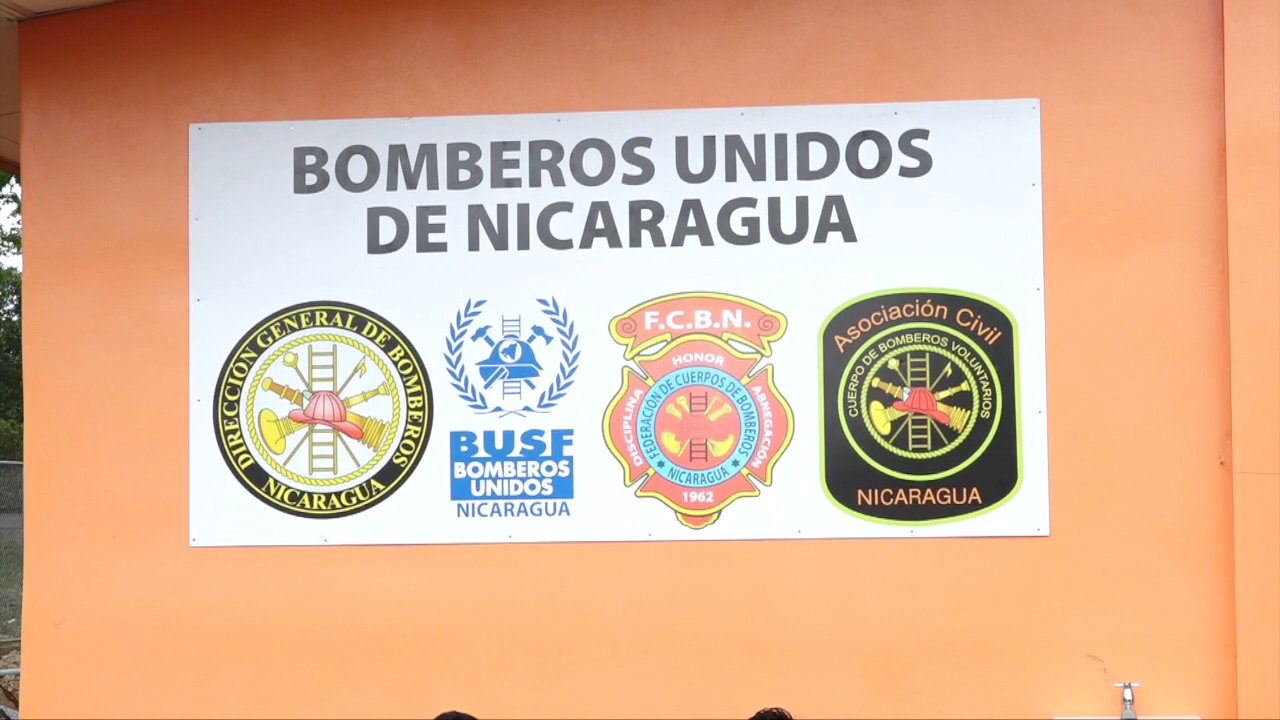 BOMBEROS UNIDOS
DE NICARAGUA
DIRECCIÓN GENERAL DE BOMBEROS
NICARAGUA
BUSF
BOMBEROS
UNIDOS
NICARAGUA
F.C.B.N.
HONOR
DISCIPLINA
ABNEGACIÓN
FEDERACIÓN DE CUERPOS DE BOMBEROS
NICARAGUA
1962
Asociación Civil
CUERPO DE BOMBEROS VOLUNTARIOS
NICARAGUA